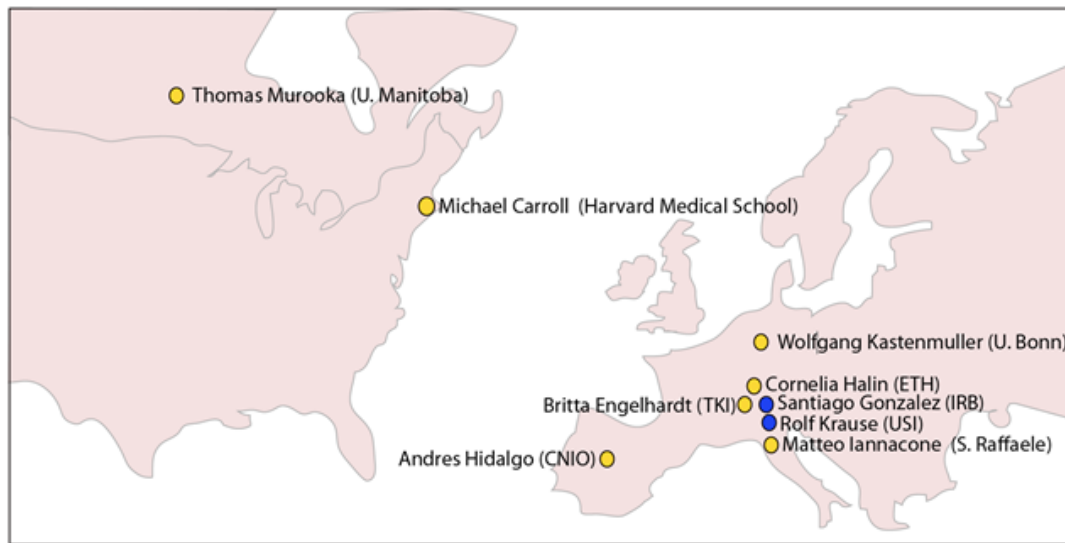 Thomas Murooka (U. Manitoba)
Michael Carroll (Harvard Medical School)
Wolfgang Kastenmuller (U. Bonn)
Cornelia Halin (ETH)
Britta Engelhardt (TKI)
Santiago Gonzalez (IRB)
Rolf Krause (USI)
Matteo Iannacone (S. Raffaele)
Andres Hidalgo (CNIO)